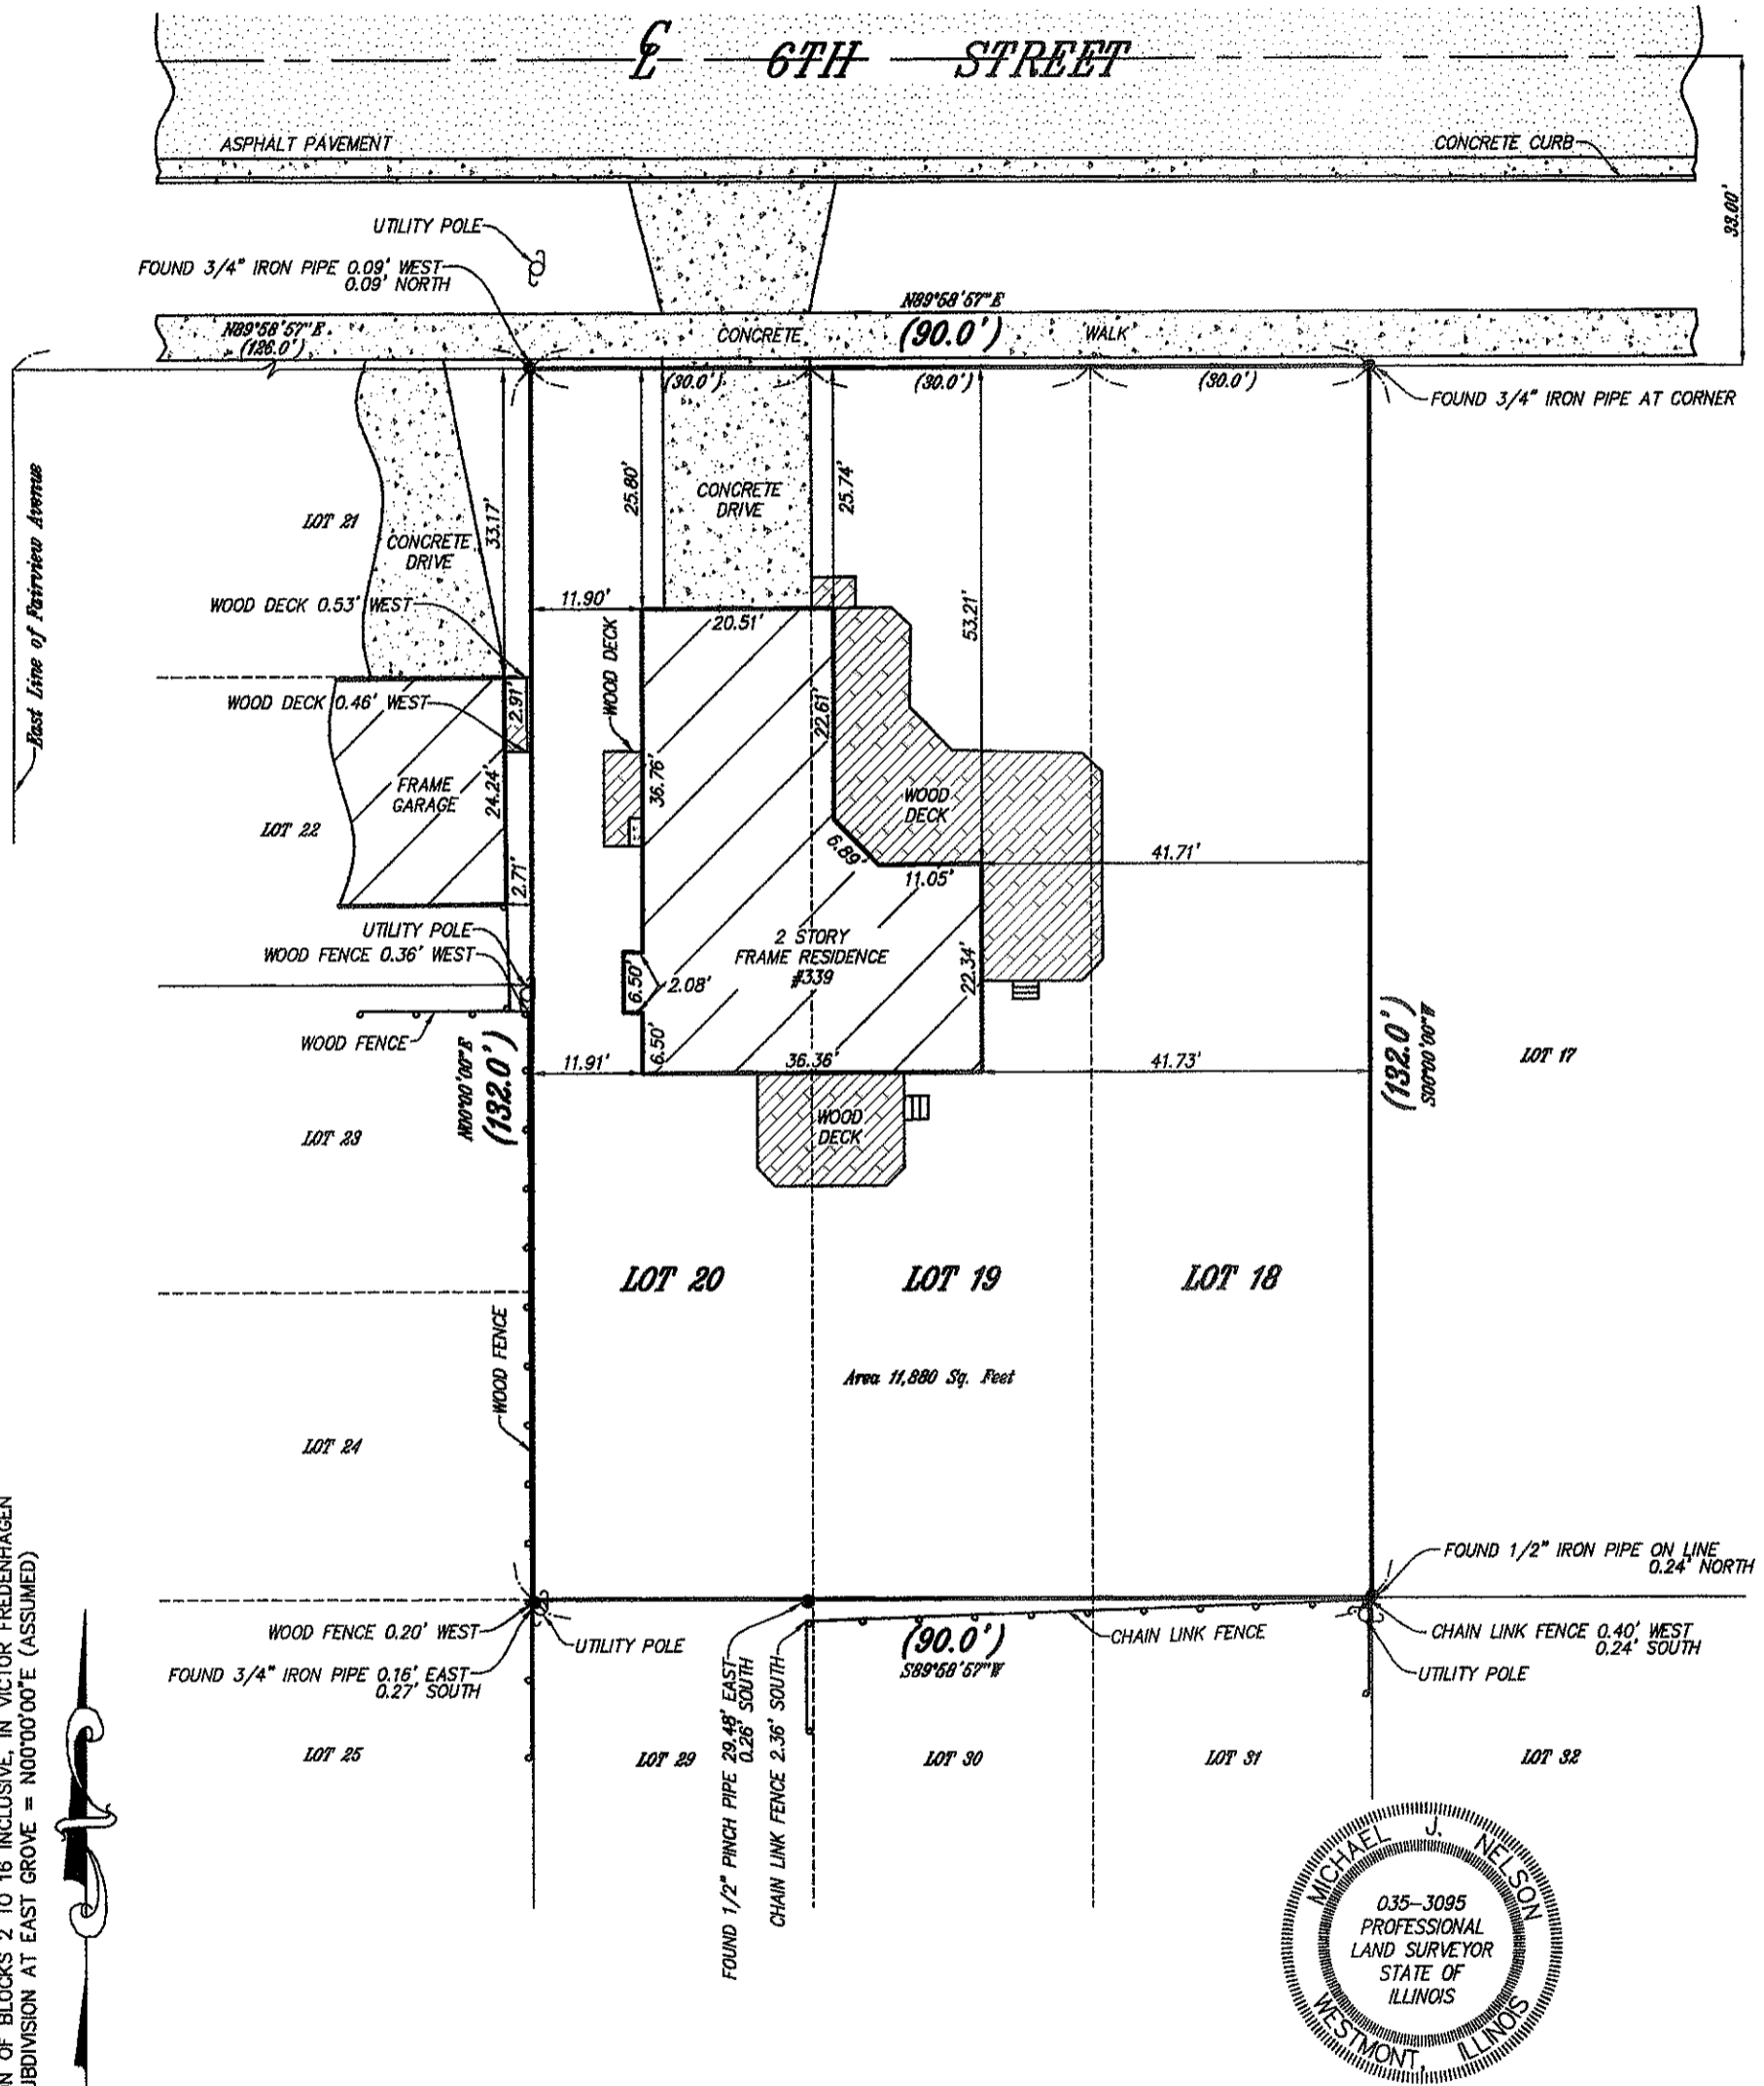 ℄ 6TH STREET
ASPHALT PAVEMENT
CONCRETE CURB
33.00'
UTILITY POLE
FOUND 3/4" IRON PIPE 0.09' WEST
0.09' NORTH
N89°58'57"E
(126.0')
N89°58'57"E
CONCRETE (90.0') WALK
(30.0')
(30.0')
(30.0')
FOUND 3/4" IRON PIPE AT CORNER
East Line of Fairview Avenue
LOT 21
CONCRETE
DRIVE
33.17'
25.80'
CONCRETE
DRIVE
25.74'
53.21'
WOOD DECK 0.53' WEST
11.90'
20.51'
WOOD DECK
WOOD DECK 0.46' WEST
2.91'
22.61'
36.76'
FRAME
GARAGE
24.24'
LOT 22
WOOD
DECK
6.89'
11.05'
41.71'
2.71'
UTILITY POLE
WOOD FENCE 0.36' WEST
2 STORY
FRAME RESIDENCE
#339
22.34'
6.50'
2.08'
WOOD FENCE
N00°00'00"E
(132.0')
6.50'
11.91'
36.36'
41.73'
(132.0')
S00°00'00"W
LOT 17
LOT 23
WOOD
DECK
LOT 20
LOT 19
LOT 18
WOOD FENCE
Area 11,880 Sq. Feet
LOT 24
FOUND 1/2" IRON PIPE ON LINE
0.24' NORTH
WOOD FENCE 0.20' WEST
UTILITY POLE
FOUND 3/4" IRON PIPE 0.16' EAST
0.27' SOUTH
FOUND 1/2" PINCH PIPE 29.48' EAST
0.26' SOUTH
CHAIN LINK FENCE 2.36' SOUTH
(90.0')
S89°58'57"W
CHAIN LINK FENCE
CHAIN LINK FENCE 0.40' WEST
0.24' SOUTH
UTILITY POLE
LOT 25
LOT 29
LOT 30
LOT 31
LOT 32
N OF BLOCKS 2 TO 16 INCLUSIVE, IN VICTOR FREDENHAGEN
UBDIVISION AT EAST GROVE = N00°00'00"E (ASSUMED)
MICHAEL J. NELSON
035-3095
PROFESSIONAL
LAND SURVEYOR
STATE OF
ILLINOIS
WESTMONT, ILLINOIS